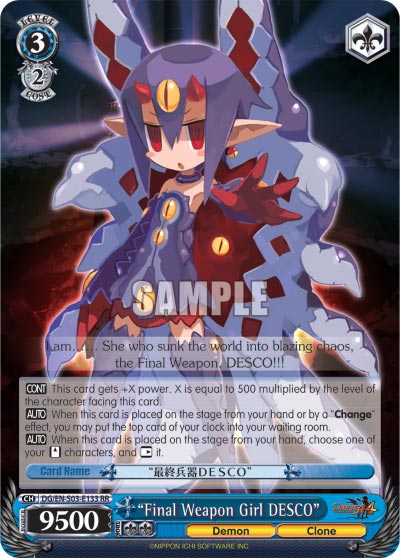 LEVEL
3
2
COST
SAMPLE
I am...... She who sunk the world into blazing chaos,
the Final Weapon, DESCO!!!
CONT This card gets +X power. X is equal to 500 multiplied by the level
of the character facing this card.
AUTO When this card is placed on the stage from your hand or by a "Change"
effect, you may put the top card of your clock into your waiting room.
AUTO When this card is placed on the stage from your hand, choose one of
your characters, and it.
Card Name "最終兵器DESCO"
CH DG/EN-S03-E133 RR
"Final Weapon Girl DESCO"
POWER
9500
SOUL
Demon
Clone
©NIPPON ICHI SOFTWARE INC.